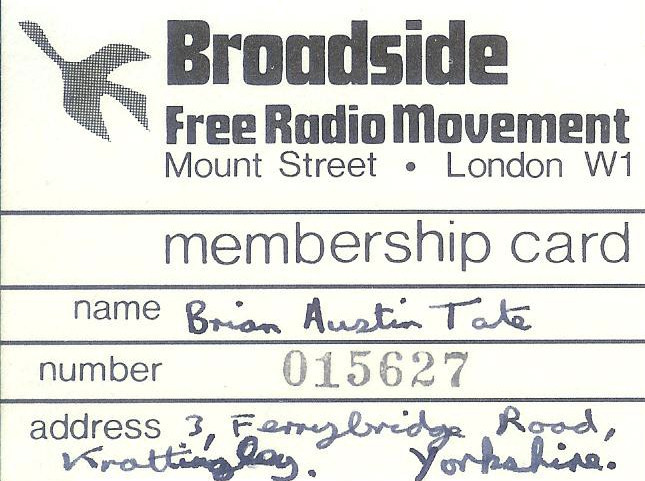 Broadside
Free Radio Movement
Mount Street • London W1
membership card
name Brian Austin Tate
number 015627
address 3, Ferrybridge Road,
Knottingley. Yorkshire.